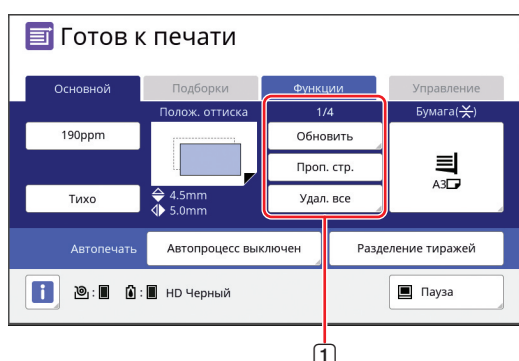 Готов к печати
Основной Подборки Функции Управление
Полож. оттиска 1/4 Бумага(
)
190ppm Обновить
Проп. стр.
A3
Тихо 4.5mm Удал. все
5.0mm
Автопечать Автопроцесс выключен Разделение тиражей
i : : HD Черный Пауза
1